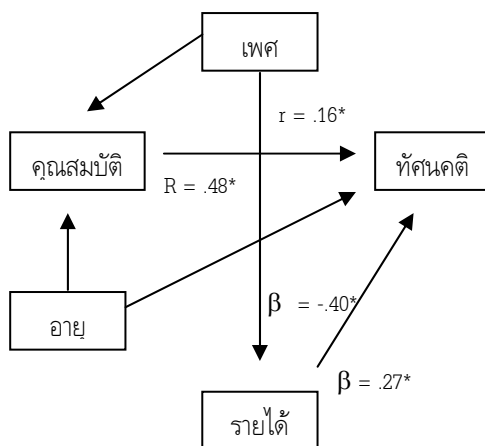 เพศ
r = .16*
คุณสมบัติ
ทัศนคติ
R = .48*
อายุ
β = -.40*
β = .27*
รายได้